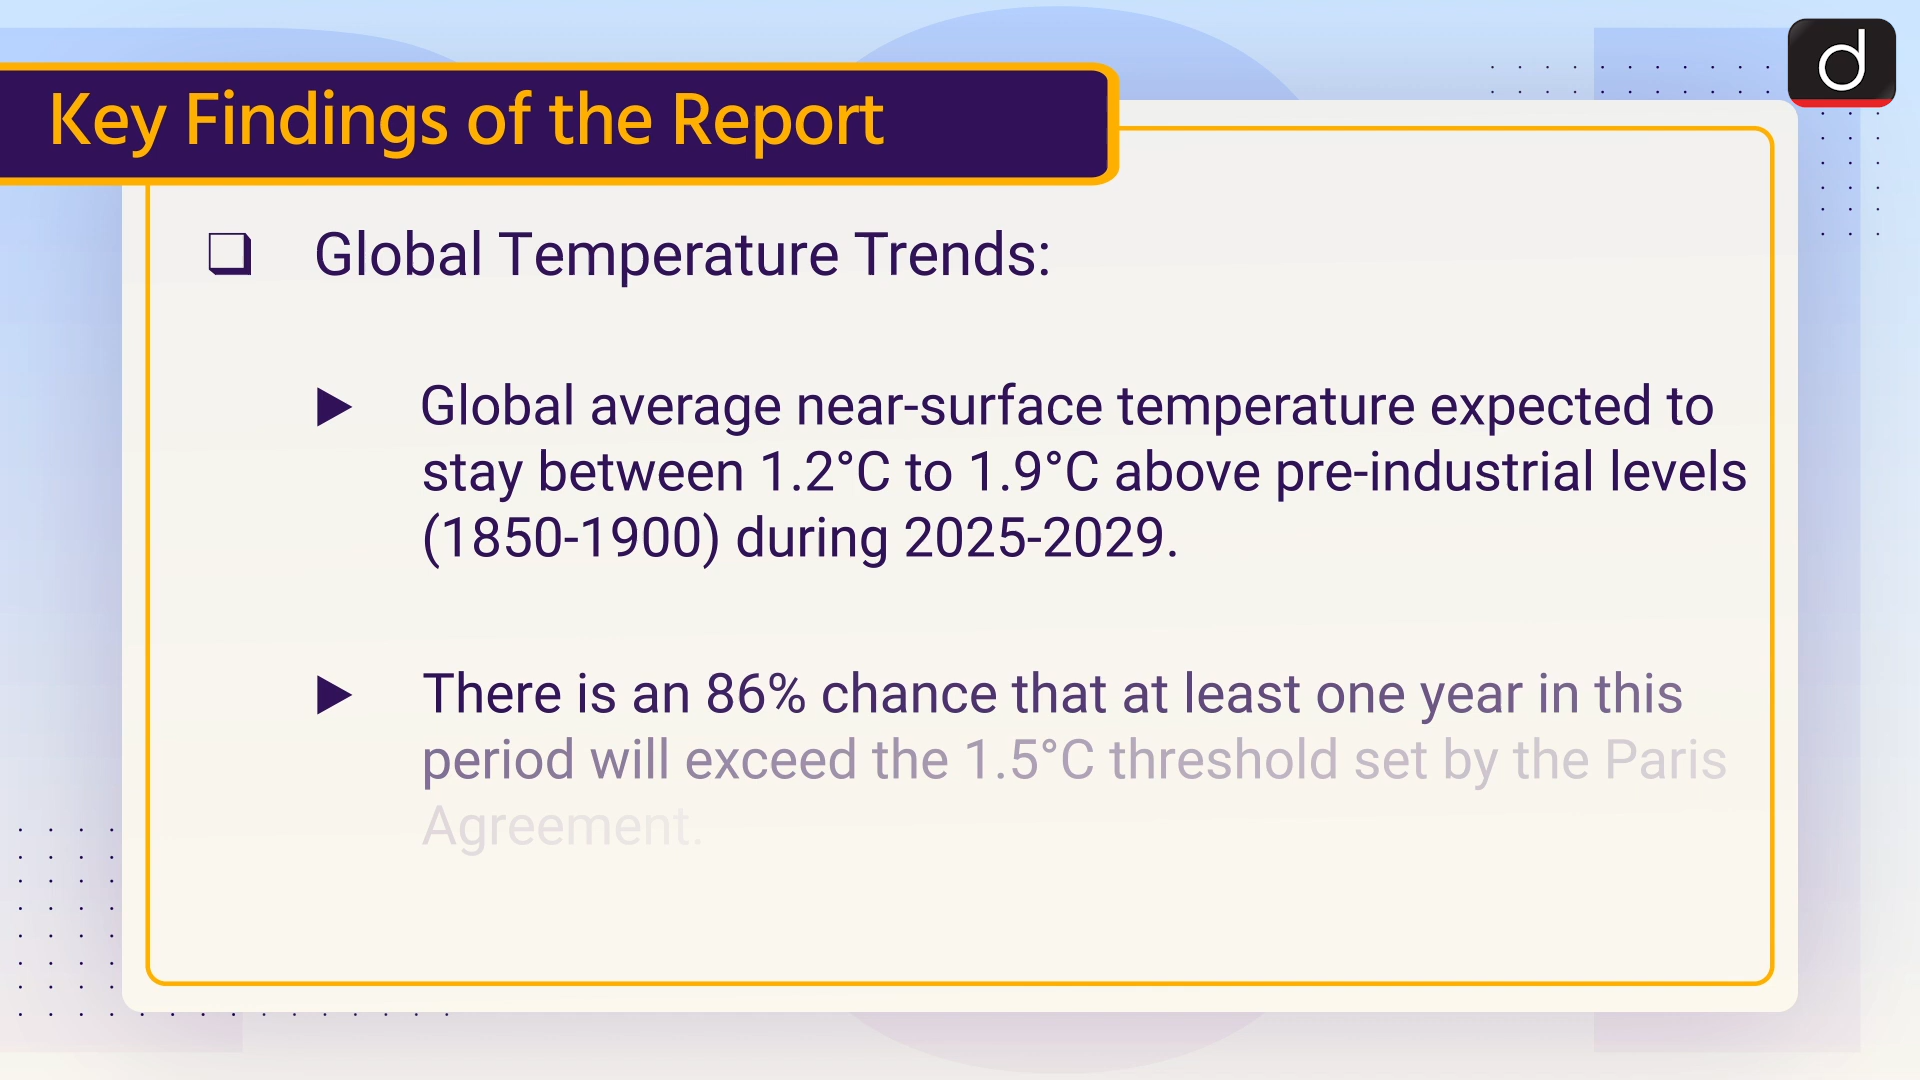 Key Findings of the Report
❑ Global Temperature Trends:
▶ Global average near-surface temperature expected to
stay between 1.2°C to 1.9°C above pre-industrial levels
(1850-1900) during 2025-2029.
▶ There is an 86% chance that at least one year in this
period will exceed the 1.5°C threshold set by the Paris
Agreement.
d